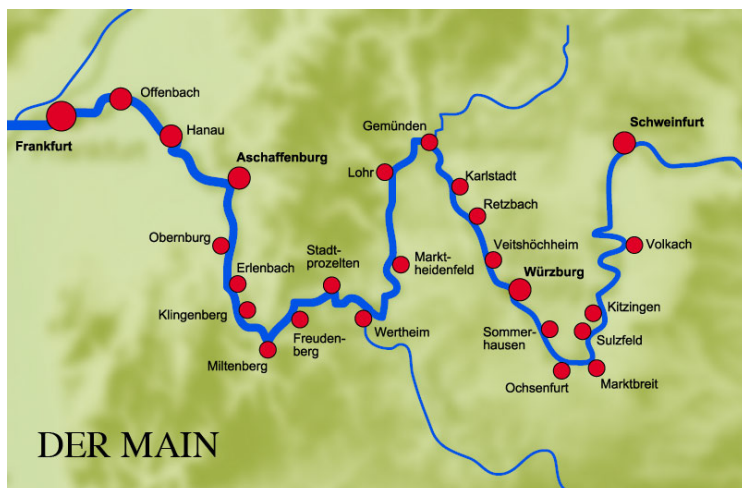 Offenbach
Hanau
Frankfurt
Aschaffenburg
Gemünden
Schweinfurt
Lohr
Karlstadt
Retzbach
Obernburg
Stadt-
prozelten
Veitshöchheim
Volkach
Erlenbach
Markt-
heidenfeld
Würzburg
Klingenberg
Kitzingen
Freuden-
berg
Wertheim
Sommer-
hausen
Sulzfeld
Miltenberg
Ochsenfurt
Marktbreit
DER MAIN